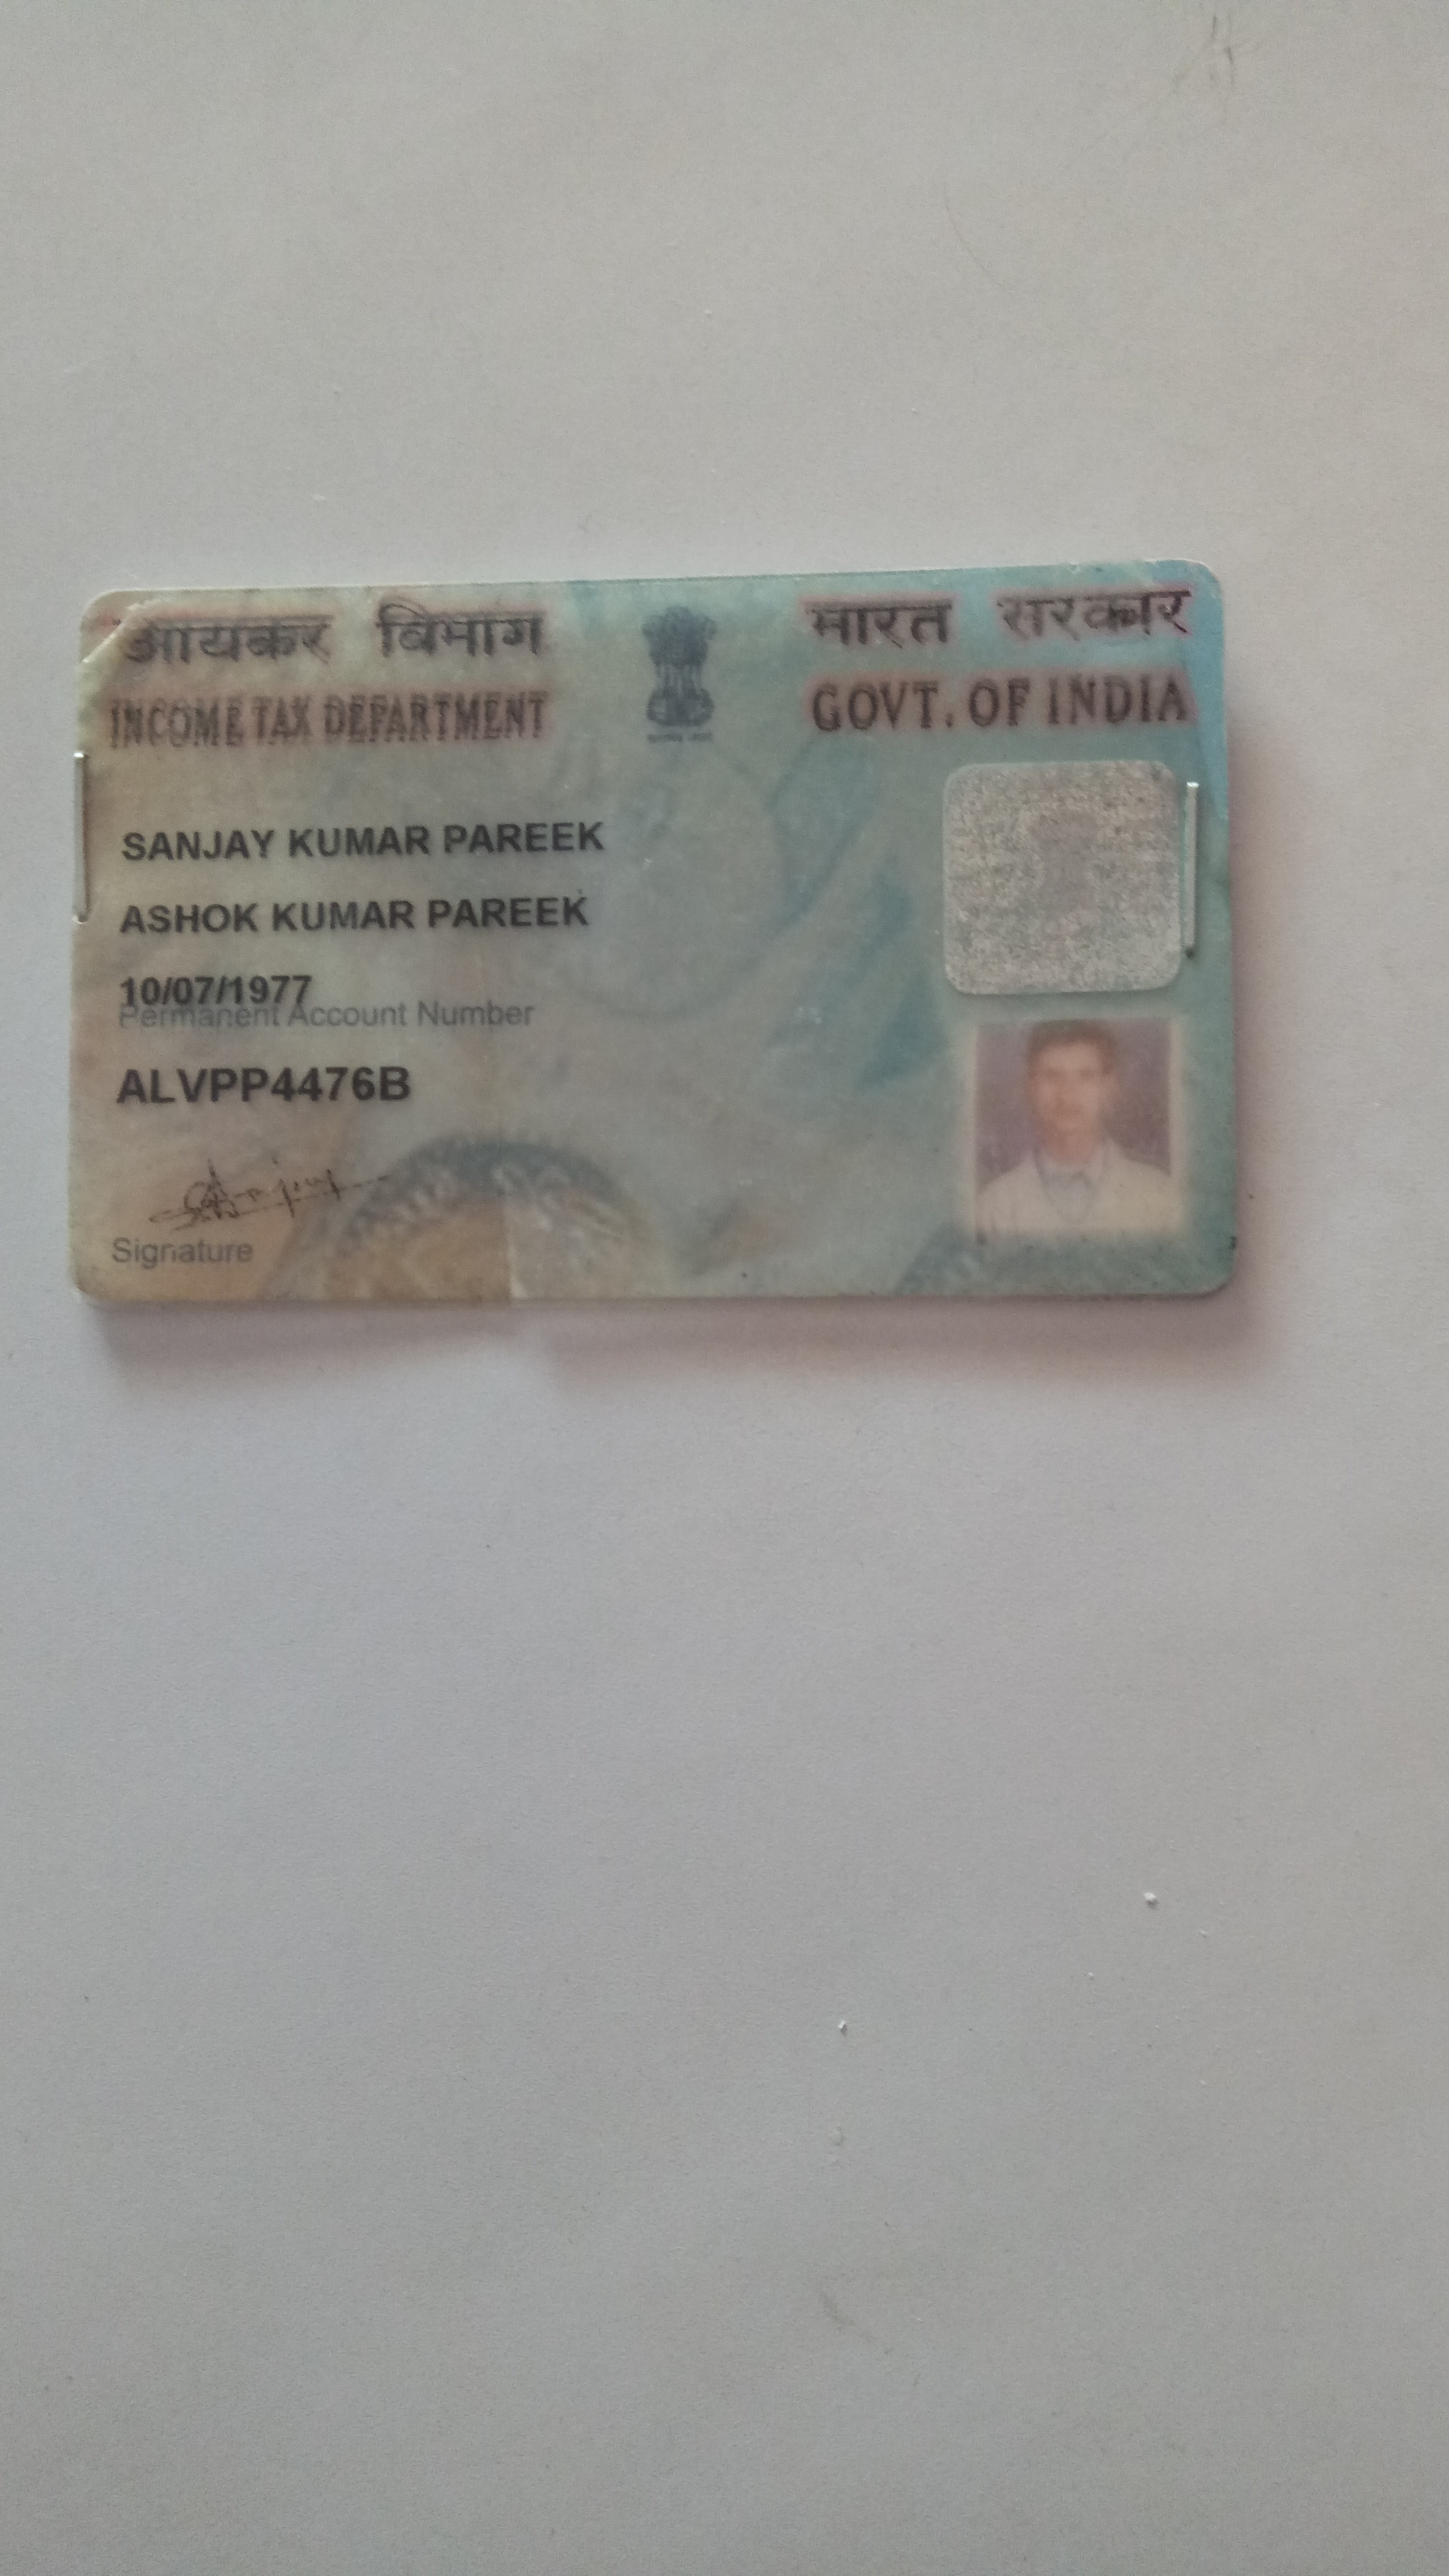 आयकर विभाग
INCOME TAX DEPARTMENT
भारत सरकार
GOVT. OF INDIA
SANJAY KUMAR PAREEK
ASHOK KUMAR PAREEK
10/07/1977
Permanent Account Number
ALVPP4476B
Signature